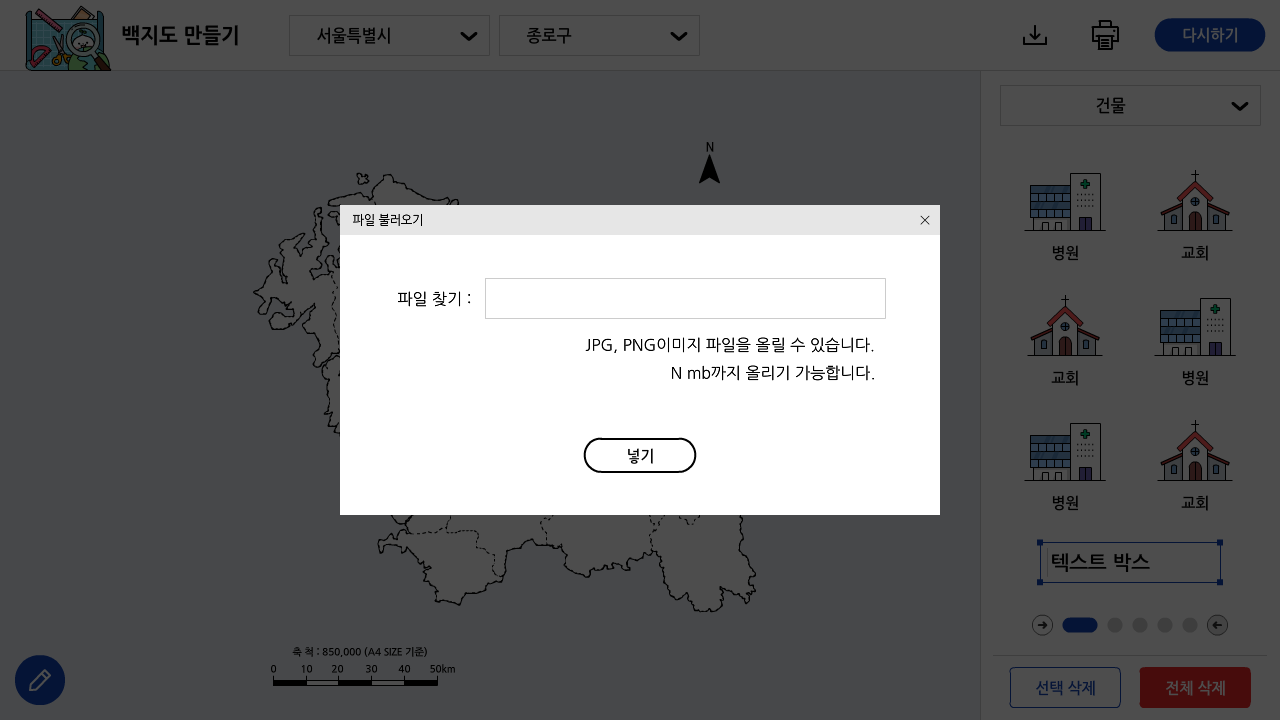 백지도 만들기
서울특별시
종로구
다시하기
건물
N
병원
교회
교회
병원
병원
교회
텍스트 박스
파일 불러오기
파일 찾기 :
JPG, PNG이미지 파일을 올릴 수 있습니다.
N mb까지 올리기 가능합니다.
넣기
축 척 : 850,000 (A4 SIZE 기준)
0 10 20 30 40 50km
선택 삭제
전체 삭제